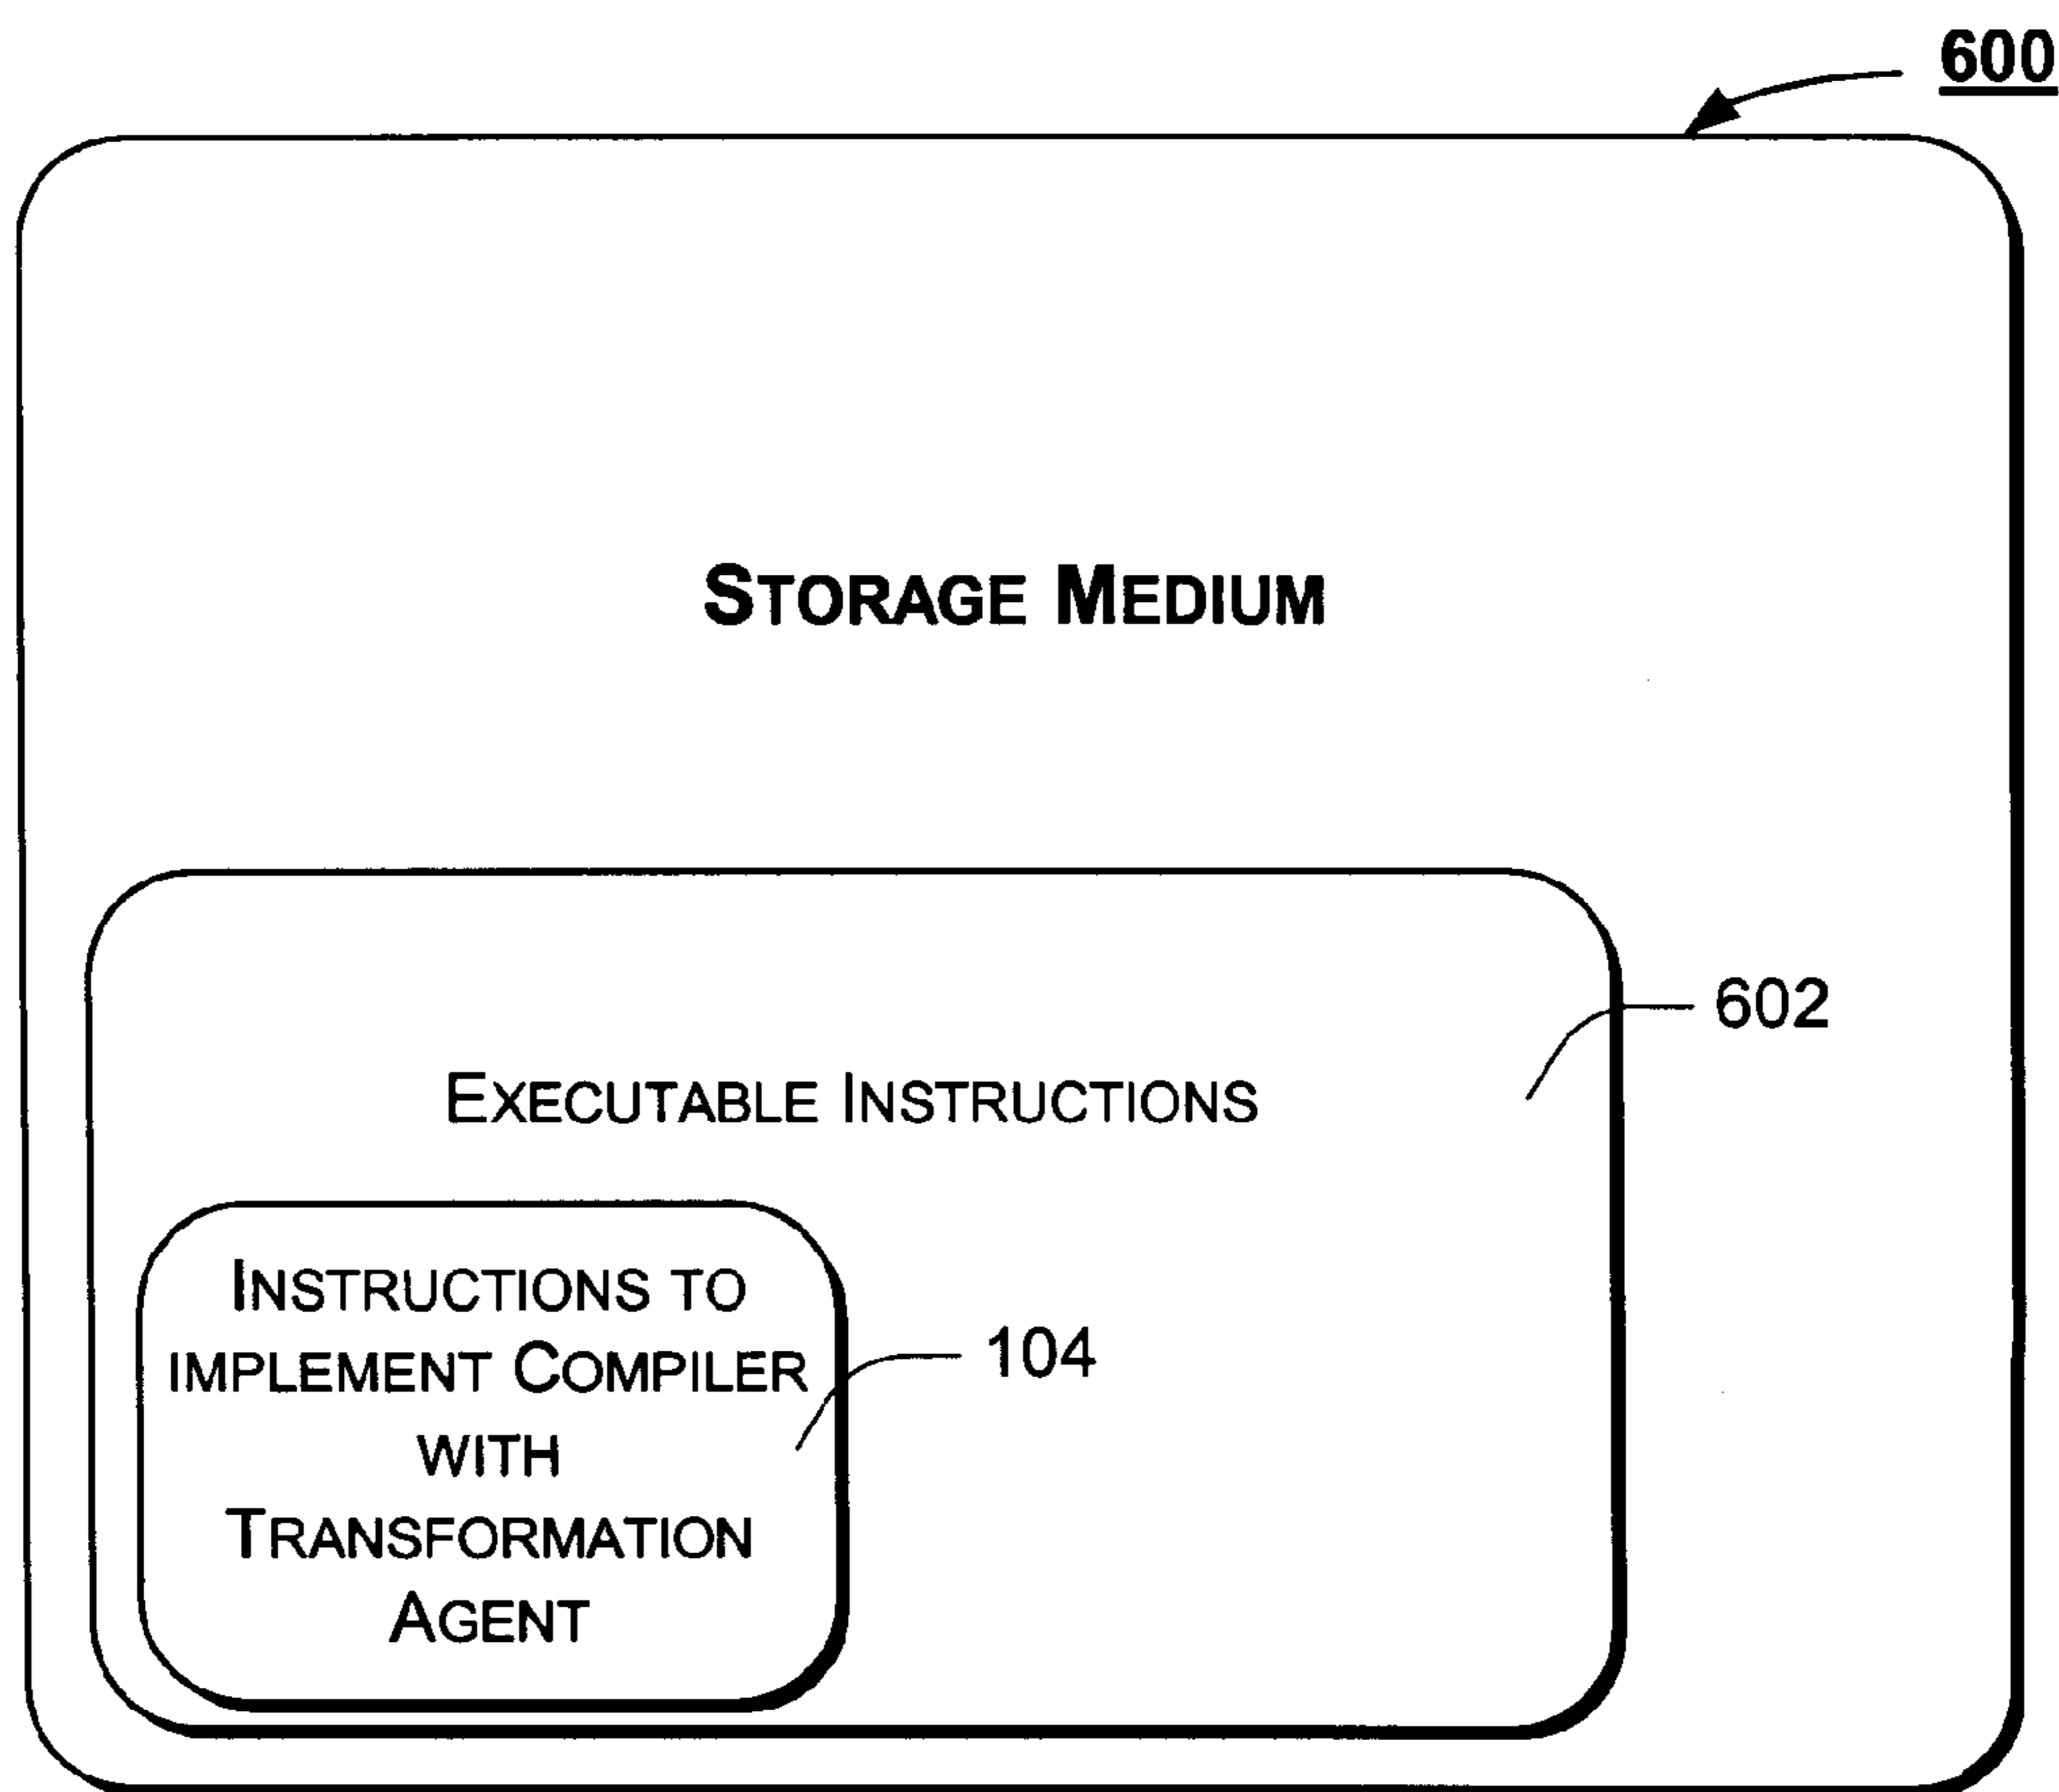 600
STORAGE MEDIUM
602
EXECUTABLE INSTRUCTIONS
INSTRUCTIONS TO
IMPLEMENT COMPILER
104
WITH
TRANSFORMATION
AGENT